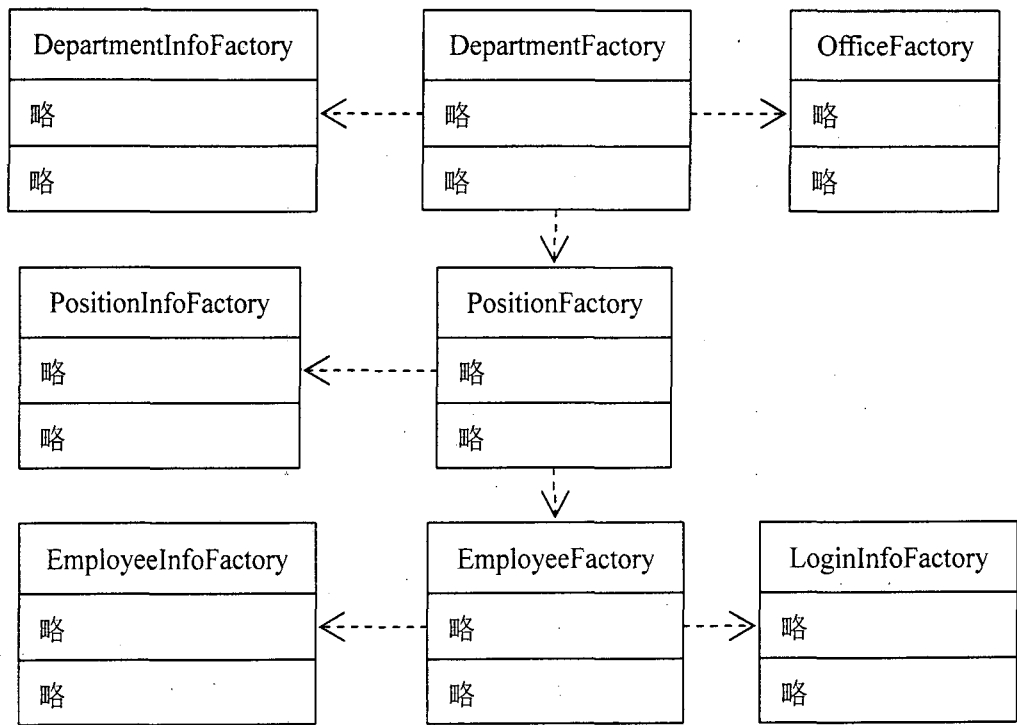 DepartmentInfoFactory
略
略
DepartmentFactory
略
略
OfficeFactory
略
略
PositionInfoFactory
略
略
PositionFactory
略
略
EmployeeInfoFactory
略
略
EmployeeFactory
略
略
LoginInfoFactory
略
略